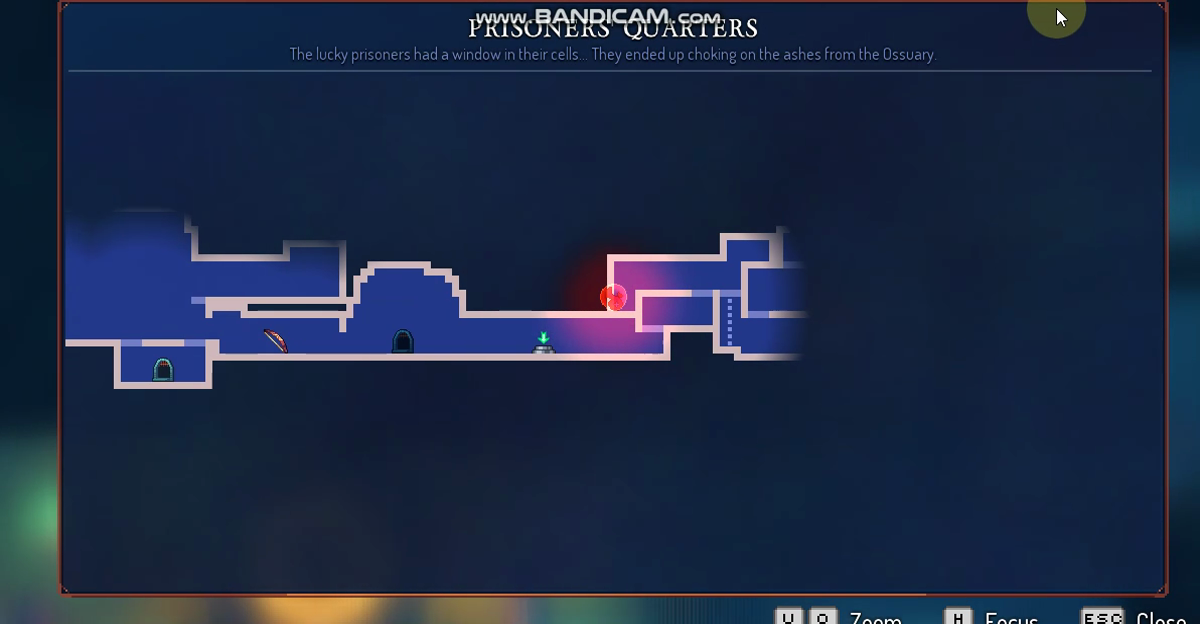 www.BANDICAM.com
PRISONERS' QUARTERS
The lucky prisoners had a window in their cells... They ended up choking on the ashes from the Ossuary.
Zoom
Focus
ESC Close